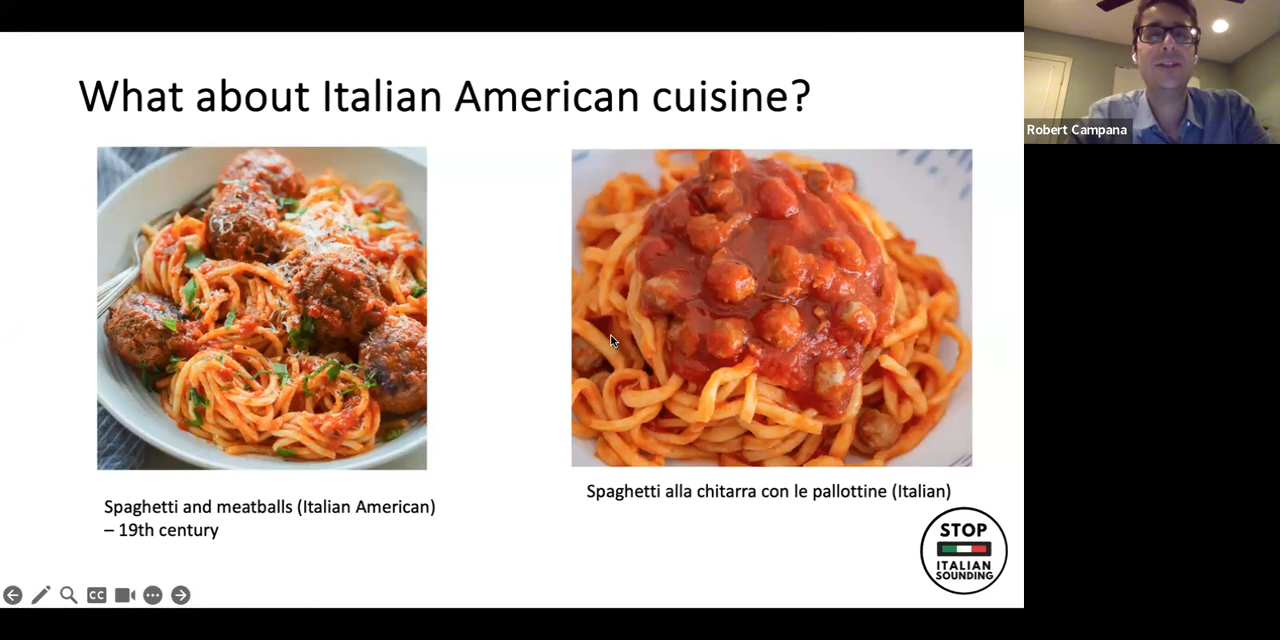 What about Italian American cuisine?
Robert Campana
Spaghetti and meatballs (Italian American)
– 19th century
Spaghetti alla chitarra con le pallottine (Italian)
STOP
ITALIAN
SOUNDING
CC